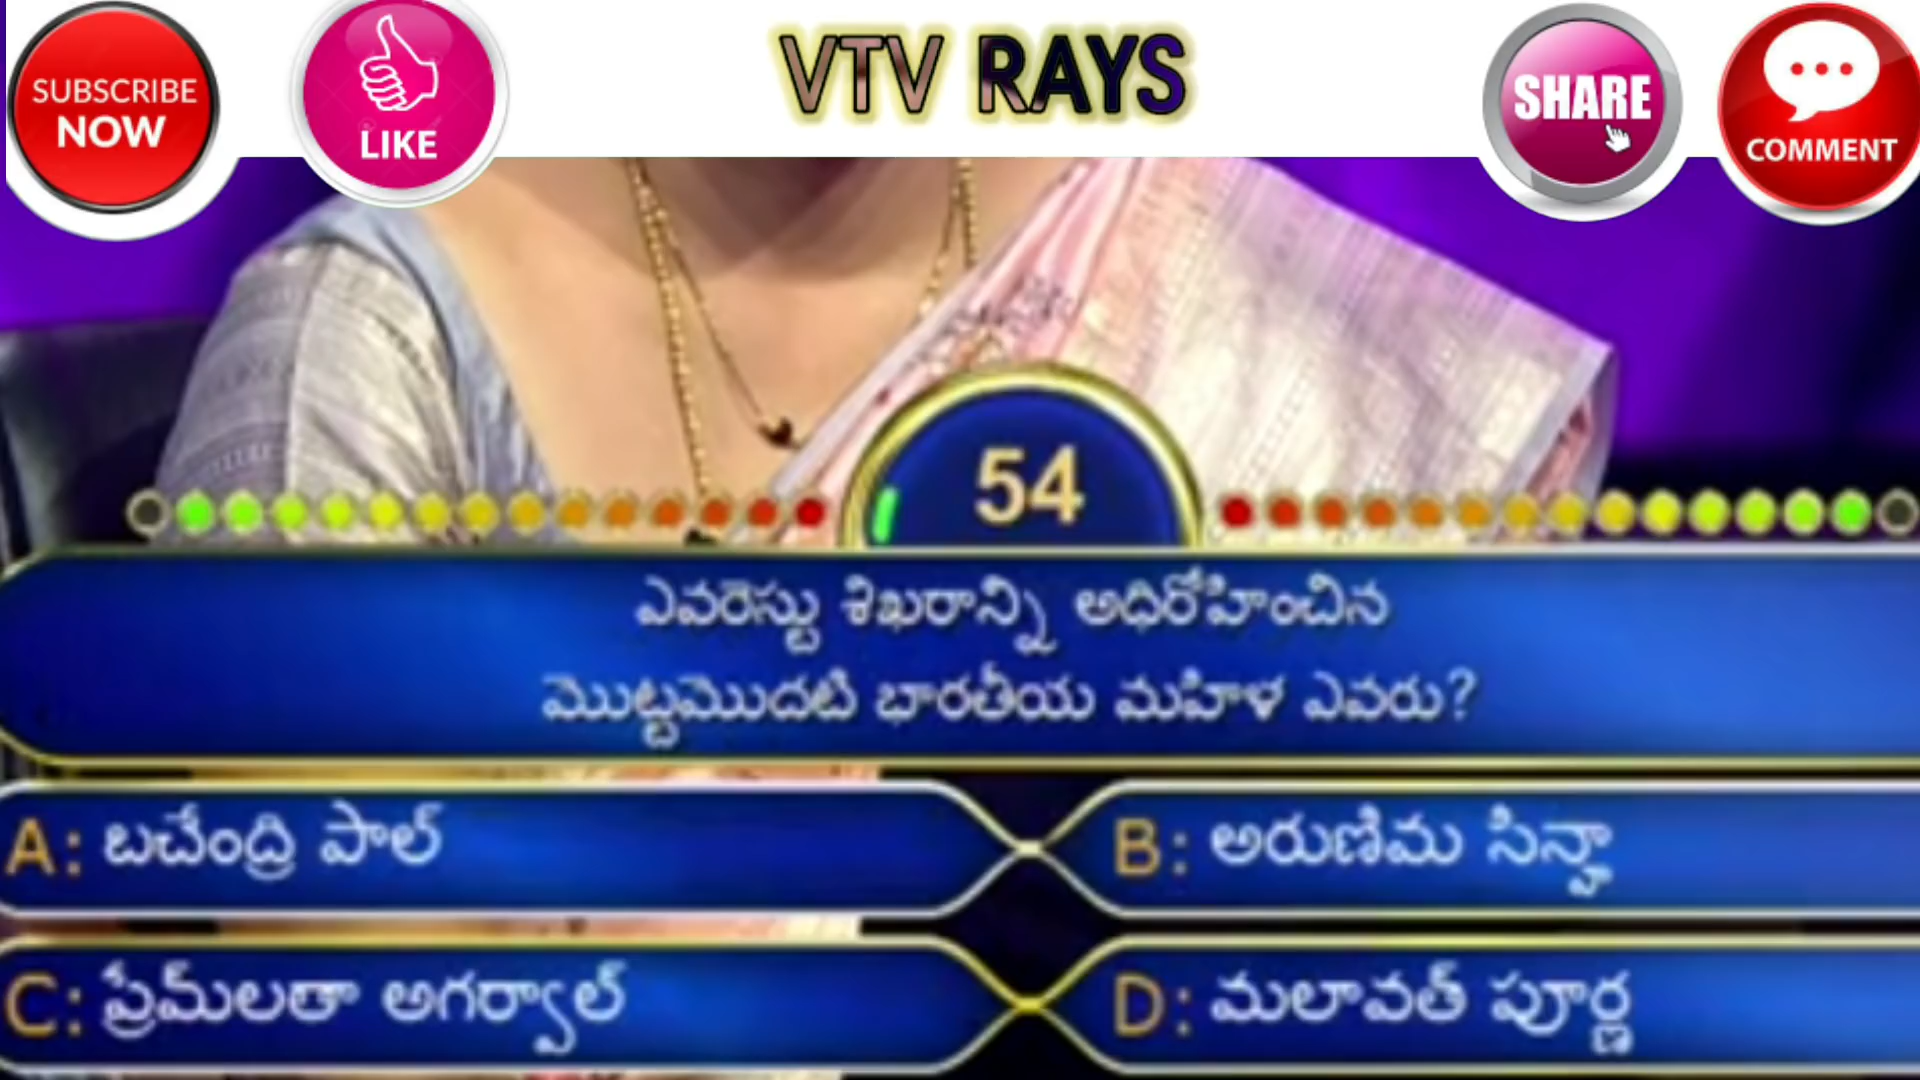 SUBSCRIBE
NOW
LIKE
VTV RAYS
SHARE
COMMENT
54
ఎవరెస్టు శిఖరాన్ని అధిరోహించిన
మొట్టమొదటి భారతీయ మహిళ ఎవరు?
A: బచేంద్రి పాల్
B: అరుణిమ సిన్హా
C: ప్రేమ్‌లతా అగర్వాల్
D: మలావత్ పూర్ణ